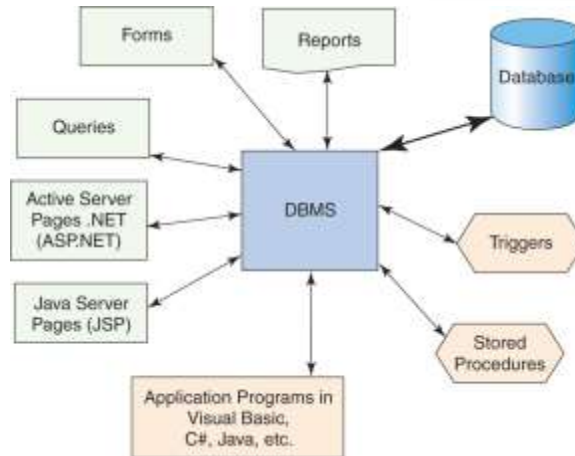 Forms
Reports
Database
Queries
DBMS
Active Server
Pages .NET
(ASP.NET)
Triggers
Java Server
Pages (JSP)
Stored
Procedures
Application Programs in
Visual Basic,
C#, Java, etc.